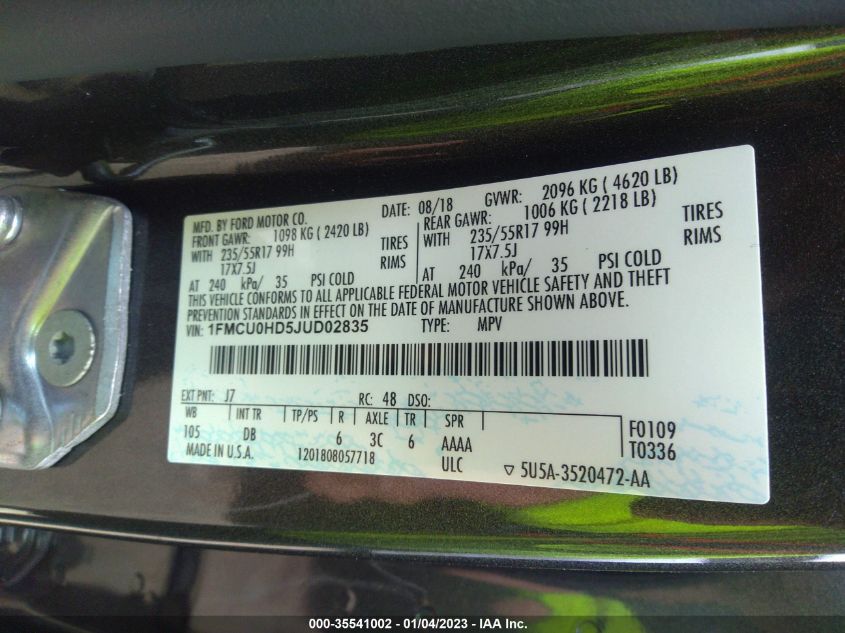 MFD. BY FORD MOTOR CO. DATE: 08/18 GVWR: 2096 KG ( 4620 LB)
FRONT GAWR: 1098 KG ( 2420 LB) REAR GAWR: 1006 KG ( 2218 LB)
WITH 235/55R17 99H TIRES WITH 235/55R17 99H TIRES
17X7.5J RIMS 17X7.5J RIMS
AT 240 kPa/ 35 PSI COLD AT 240 kPa/ 35 PSI COLD
THIS VEHICLE CONFORMS TO ALL APPLICABLE FEDERAL MOTOR VEHICLE SAFETY AND THEFT
PREVENTION STANDARDS IN EFFECT ON THE DATE OF MANUFACTURE SHOWN ABOVE.
VIN: 1FMCU0HD5JUD02835 TYPE: MPV
EXT PNT: J7 RC: 48 DSO:
WB INT TR TP/PS R AXLE TR SPR
105 DB 6 3C 6 AAAA F0109
MADE IN U.S.A. 1201808057718 ULC T0336
▽ 5U5A-3520472-AA
000-35541002 - 01/04/2023 - IAA Inc.